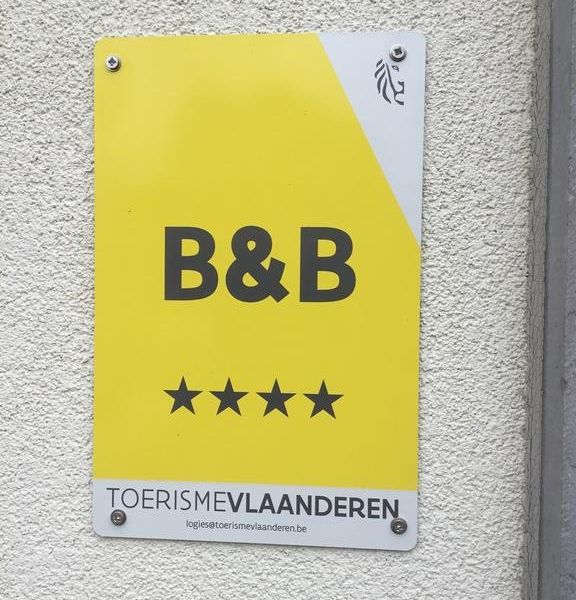 B&B
★★★★
TOERISMEVLAANDEREN
logies@toerismevlaanderen.be